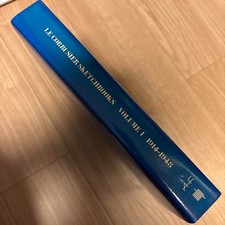 LE CORBUSIER SKETCHBOOKS VOLUME 1 1914-1948